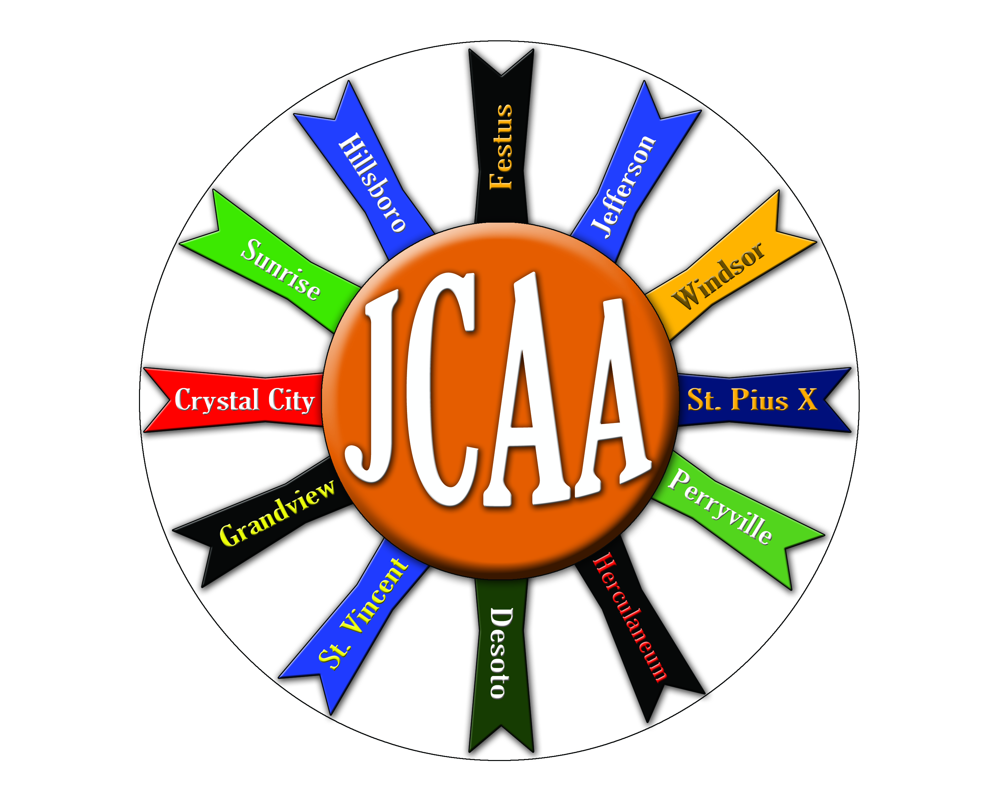 Festus
Jefferson
Windsor
St. Pius X
Perryville
Herculaneum
Desoto
St. Vincent
Grandview
Crystal City
Sunrise
Hillsboro
JCAA